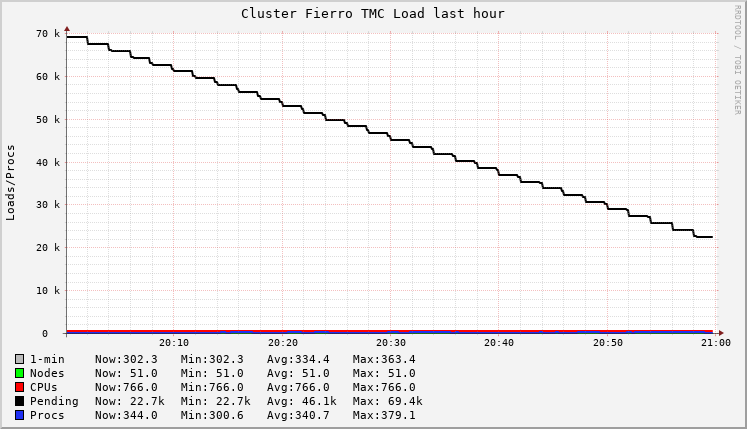 Cluster Fierro TMC Load last hour
RRDTOOL / TOBI OETIKER
Loads/Procs
70 k
60 k
50 k
40 k
30 k
20 k
10 k
0
20:10 20:20 20:30 20:40 20:50 21:00
1-min Now:302.3 Min:302.3 Avg:334.4 Max:363.4
Nodes Now: 51.0 Min: 51.0 Avg: 51.0 Max: 51.0
CPUs Now:766.0 Min:766.0 Avg:766.0 Max:766.0
Pending Now: 22.7k Min: 22.7k Avg: 46.1k Max: 69.4k
Procs Now:344.0 Min:300.6 Avg:340.7 Max:379.1